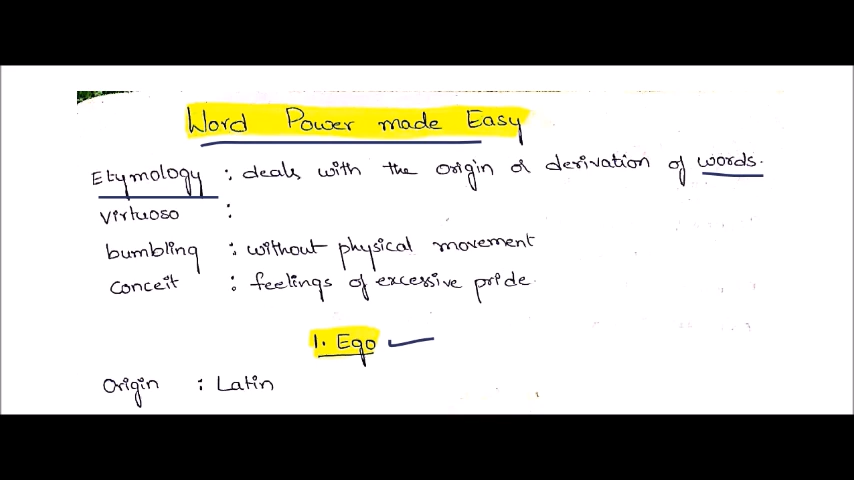 Word Power made Easy
Etymology : deals with the origin or derivation of words.
virtuoso :
bumbling : without physical movement
conceit : feelings of excessive pride.
1. Ego
Origin : Latin